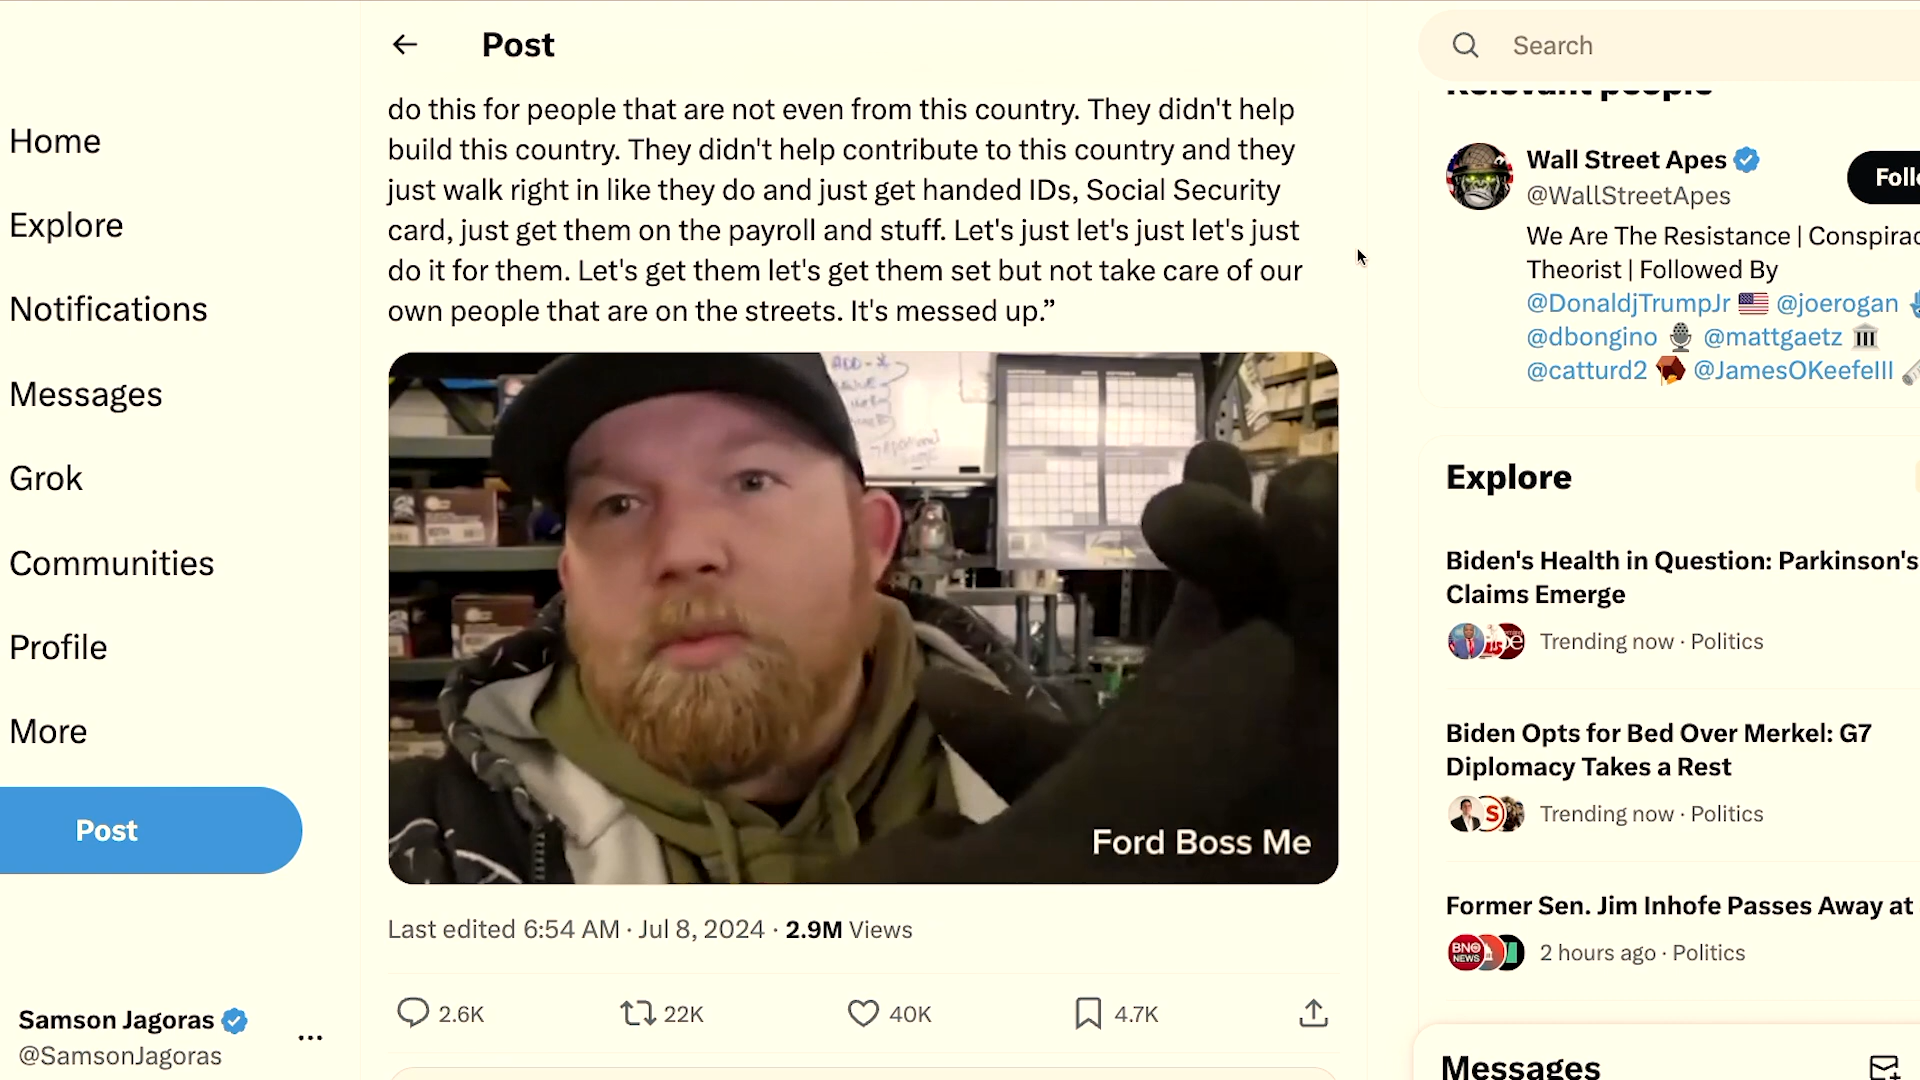 Post
Search
Home
Explore
Notifications
Messages
Grok
Communities
Profile
More
Post
Samson Jagoras
@SamsonJagoras
do this for people that are not even from this country. They didn't help
build this country. They didn't help contribute to this country and they
just walk right in like they do and just get handed IDs, Social Security
card, just get them on the payroll and stuff. Let's just let's just let's just
do it for them. Let's get them let's get them set but not take care of our
own people that are on the streets. It's messed up.”
ADD
Ford Boss Me
Last edited 6:54 AM · Jul 8, 2024 · 2.9M Views
2.6K
22K
40K
4.7K
Relevant people
Wall Street Apes
@WallStreetApes
Follo
We Are The Resistance | Conspirac
Theorist | Followed By
@DonaldjTrumpJr @joerogan
@dbongino @mattgaetz
@catturd2 @JamesOKeefeIII
Explore
Biden's Health in Question: Parkinson's
Claims Emerge
Trending now · Politics
Biden Opts for Bed Over Merkel: G7
Diplomacy Takes a Rest
S
Trending now · Politics
Former Sen. Jim Inhofe Passes Away at
BNO
NEWS
2 hours ago · Politics
Messages